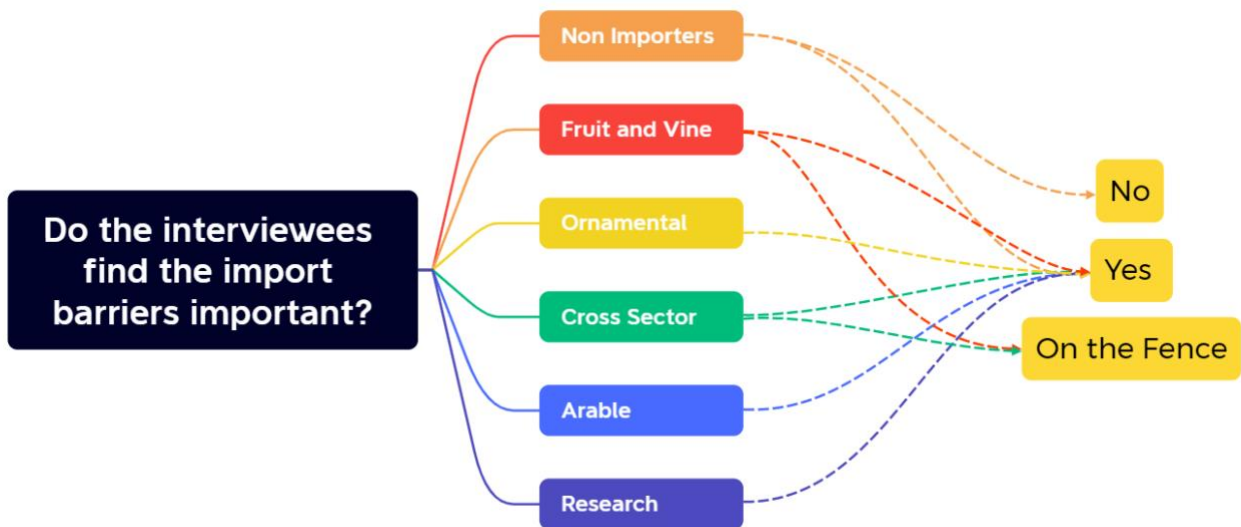 Do the interviewees
find the import
barriers important?
Non Importers
Fruit and Vine
Ornamental
Cross Sector
Arable
Research
No
Yes
On the Fence